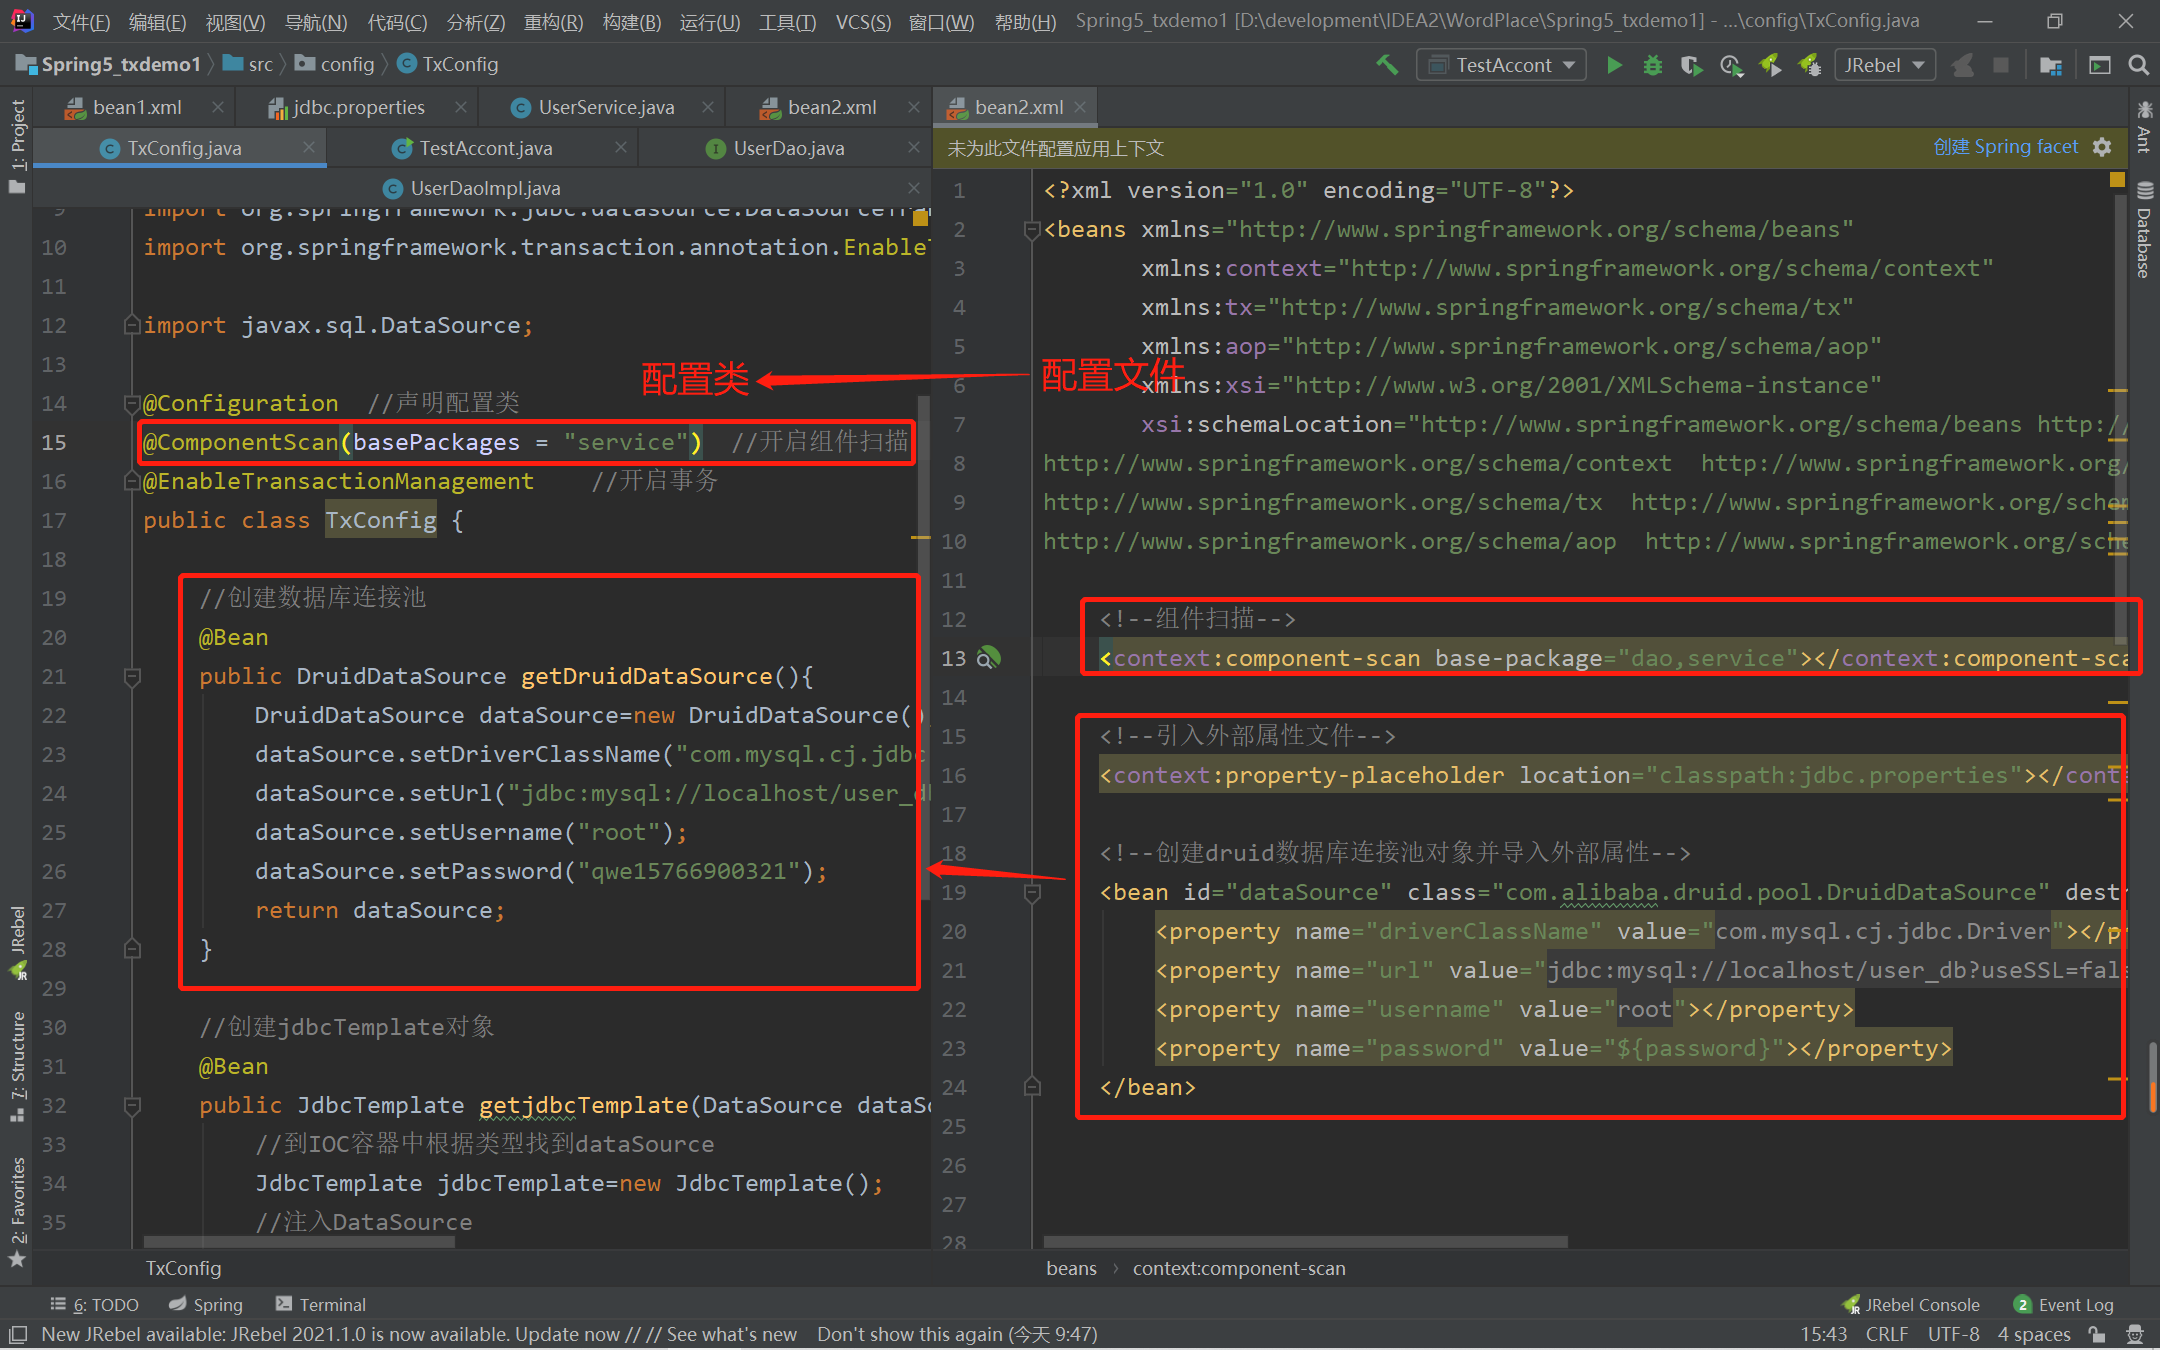 文件(F) 编辑(E) 视图(V) 导航(N) 代码(C) 分析(Z) 重构(R) 构建(B) 运行(U) 工具(T) VCS(S) 窗口(W) 帮助(H) Spring5_txdemo1 [D:\development\IDEA2\WordPlace\Spring5_txdemo1] - ...\config\TxConfig.java
Spring5_txdemo1 src config TxConfig TestAccont JRebel
bean1.xml jdbc.properties UserService.java bean2.xml
TxConfig.java TestAccont.java UserDao.java
UserDaoImpl.java
1: Project
JRebel
7: Structure
2: Favorites
9 import org.springframework.jdbc.datasource.DataSourceTran
10 import org.springframework.transaction.annotation.Enable
11
12 import javax.sql.DataSource;
13
配置类
14 @Configuration //声明配置类
15 @ComponentScan(basePackages = "service") //开启组件扫描
16 @EnableTransactionManagement //开启事务
17 public class TxConfig {
18
19 //创建数据库连接池
20 @Bean
21 public DruidDataSource getDruidDataSource(){
22 DruidDataSource dataSource=new DruidDataSource()
23 dataSource.setDriverClassName("com.mysql.cj.jdbc
24 dataSource.setUrl("jdbc:mysql://localhost/user_db
25 dataSource.setUsername("root");
26 dataSource.setPassword("qwe15766900321");
27 return dataSource;
28 }
29
30 //创建jdbcTemplate对象
31 @Bean
32 public JdbcTemplate getjdbcTemplate(DataSource dataSo
33 //到IOC容器中根据类型找到dataSource
34 JdbcTemplate jdbcTemplate=new JdbcTemplate();
35 //注入DataSource
TxConfig
bean2.xml
未为此文件配置应用上下文 创建 Spring facet
1 <?xml version="1.0" encoding="UTF-8"?>
2 <beans xmlns="http://www.springframework.org/schema/beans"
3 xmlns:context="http://www.springframework.org/schema/context"
4 xmlns:tx="http://www.springframework.org/schema/tx"
5 xmlns:aop="http://www.springframework.org/schema/aop"
配置文件
6 xmlns:xsi="http://www.w3.org/2001/XMLSchema-instance"
7 xsi:schemaLocation="http://www.springframework.org/schema/beans http://
8 http://www.springframework.org/schema/context http://www.springframework.org/
9 http://www.springframework.org/schema/tx http://www.springframework.org/schem
10 http://www.springframework.org/schema/aop http://www.springframework.org/sche
11
12 <!--组件扫描-->
13 <context:component-scan base-package="dao,service"></context:component-sca
14
15 <!--引入外部属性文件-->
16 <context:property-placeholder location="classpath:jdbc.properties"></cont
17
18 <!--创建druid数据库连接池对象并导入外部属性-->
19 <bean id="dataSource" class="com.alibaba.druid.pool.DruidDataSource" destr
20 <property name="driverClassName" value="com.mysql.cj.jdbc.Driver"></pr
21 <property name="url" value="jdbc:mysql://localhost/user_db?useSSL=fal
22 <property name="username" value="root"></property>
23 <property name="password" value="${password}"></property>
24 </bean>
25
26
27
28
beans context:component-scan
Ant
Database
6: TODO Spring Terminal JRebel Console 2 Event Log
New JRebel available: JRebel 2021.1.0 is now available. Update now // // See what's new Don't show this again (今天 9:47) 15:43 CRLF UTF-8 4 spaces